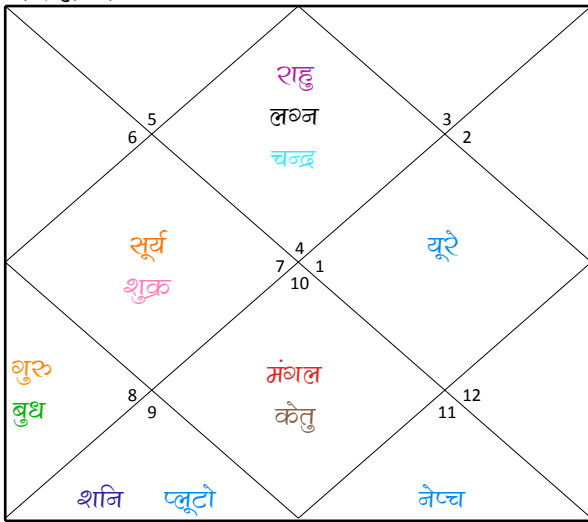 राहु
लग्न
चन्द्र
5
3
6
2
सूर्य
शुक्र
4
7
1
10
यूरे
गुरु
बुध
मंगल
केतु
8
9
12
11
शनि प्लूटो
नेप्च